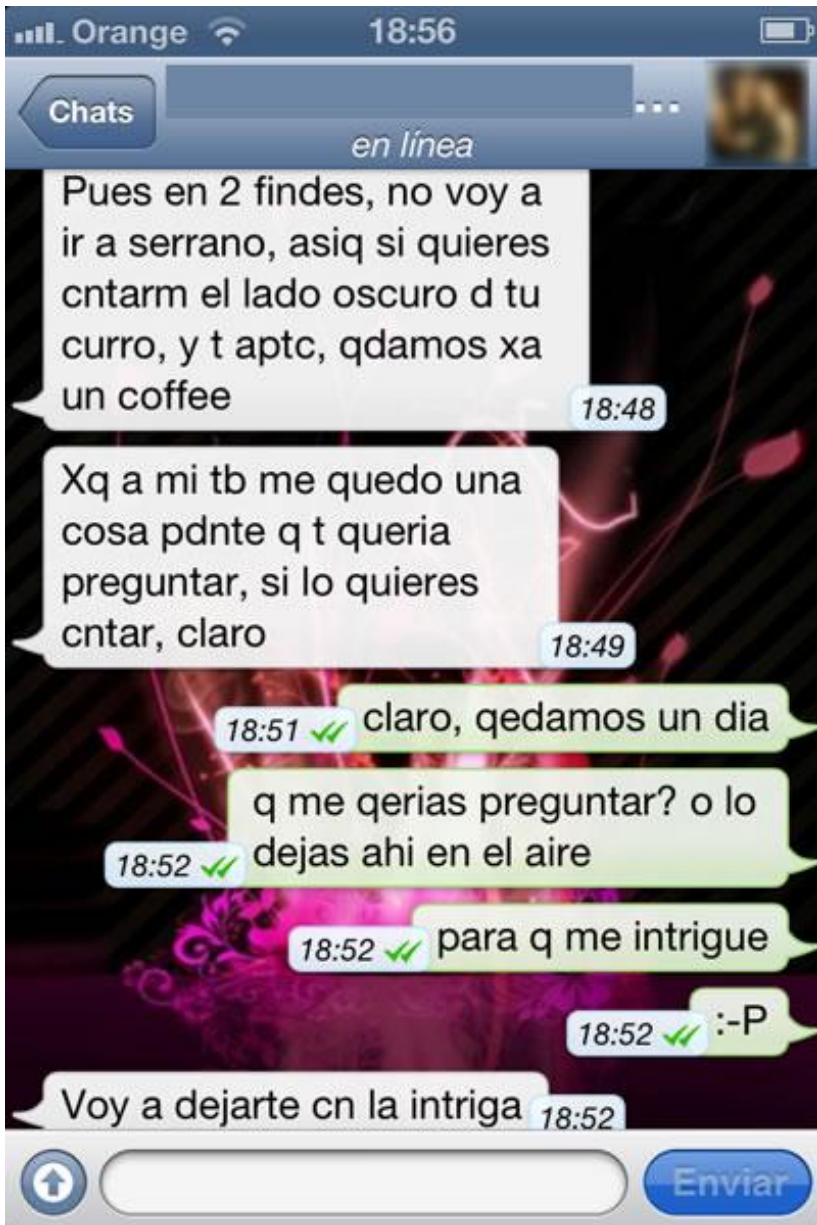 Orange 18:56
Chats ...
en línea
Pues en 2 findes, no voy a
ir a serrano, asiq si quieres
cntarm el lado oscuro d tu
curro, y t aptc, qdamos xa
un coffee 18:48
Xq a mi tb me quedo una
cosa pdnte q t queria
preguntar, si lo quieres
cntar, claro 18:49
18:51 claro, qedamos un dia
q me qerias preguntar? o lo
18:52 dejas ahi en el aire
18:52 para q me intrigue
18:52 :-P
Voy a dejarte cn la intriga 18:52
Enviar